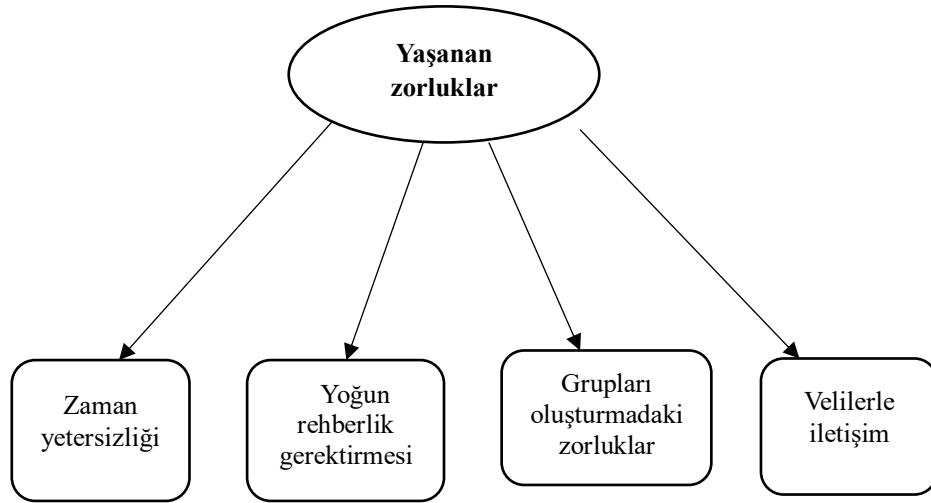 Yaşanan
zorluklar
Zaman
yetersizliği
Yoğun
rehberlik
gerektirmesi
Grupları
oluşturmadaki
zorluklar
Velilerle
iletişim